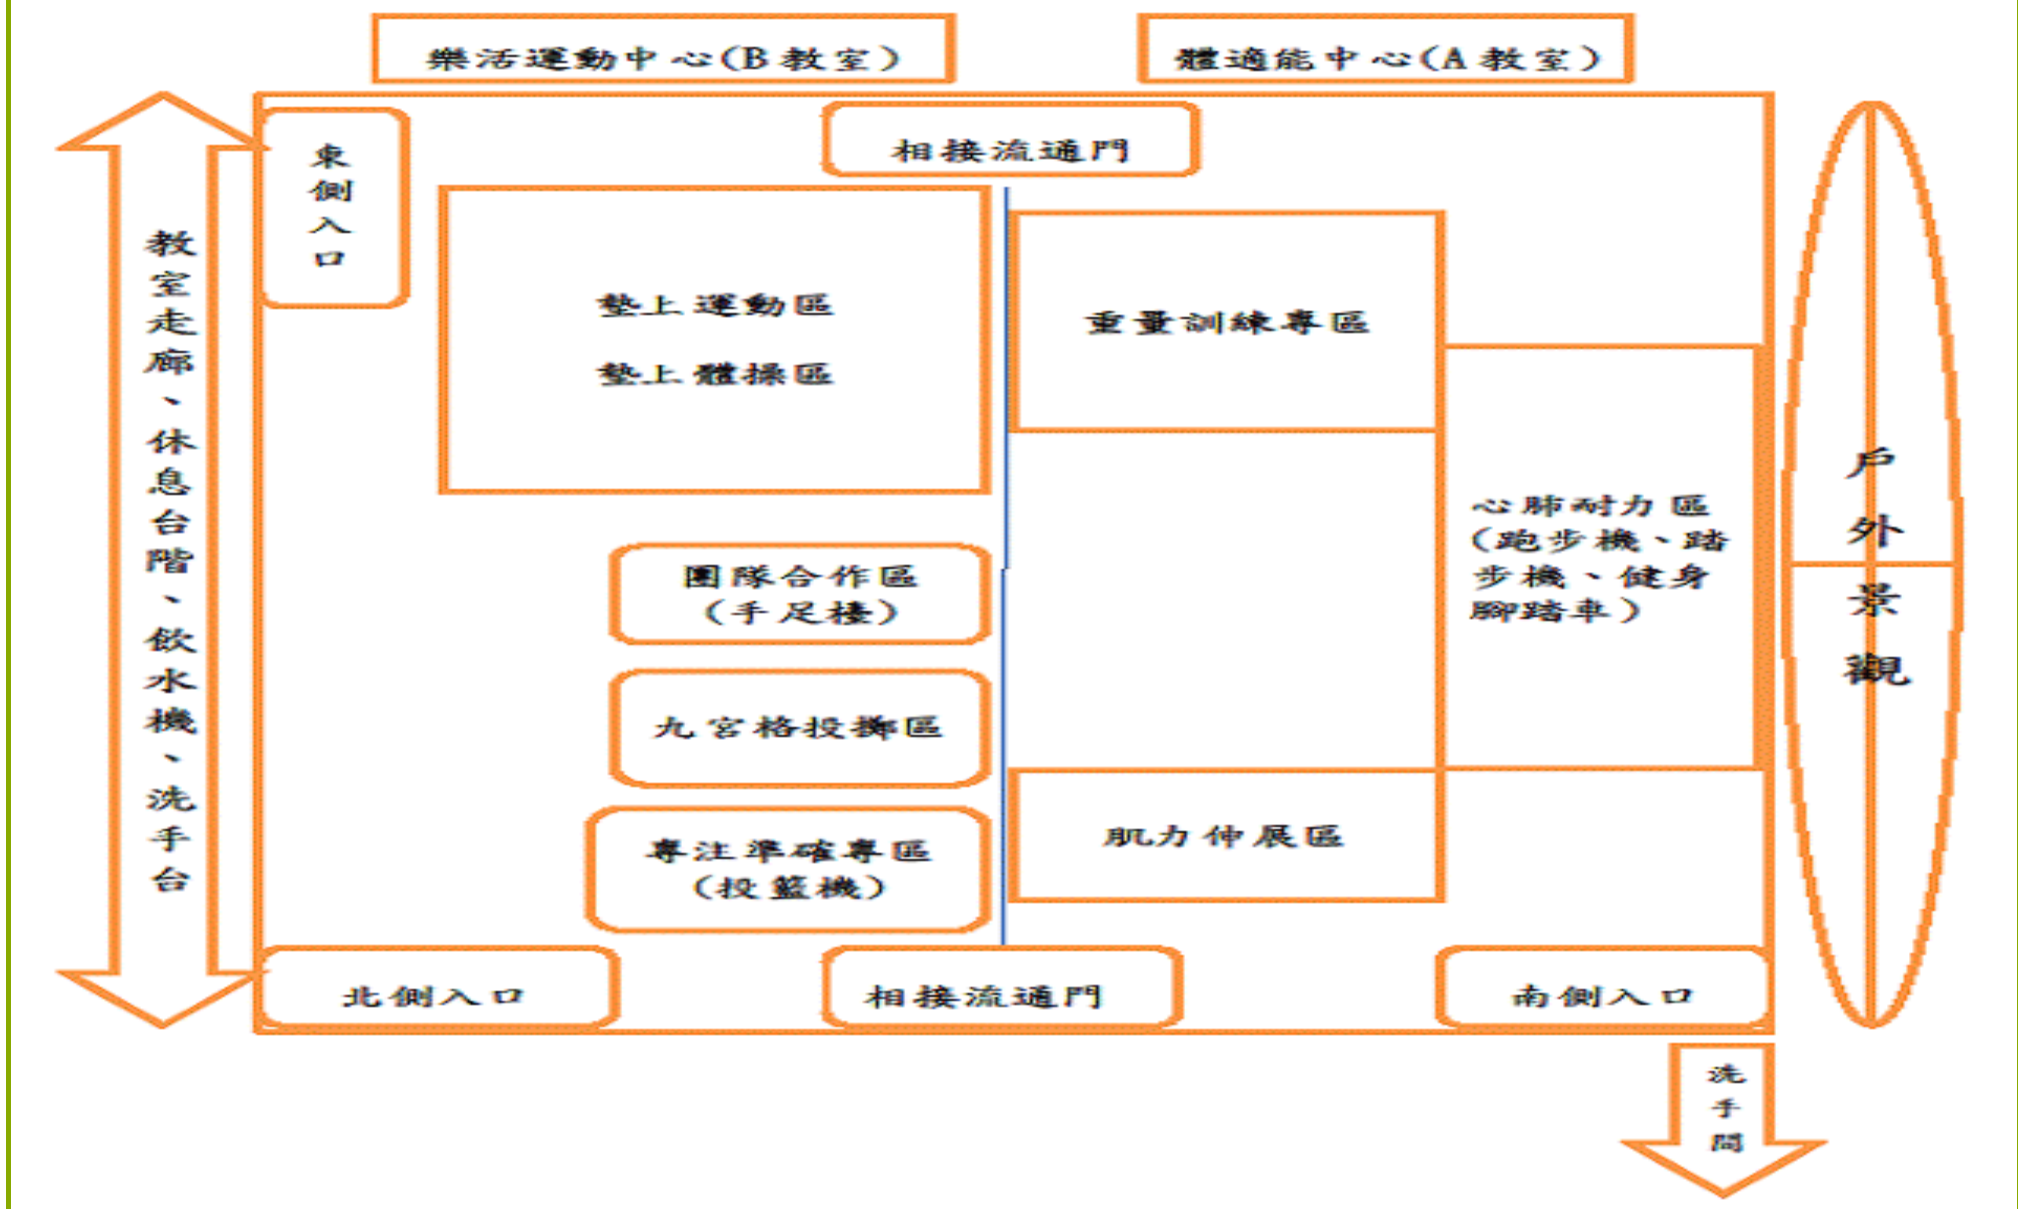 樂活運動中心(B 教室)
體適能中心(A 教室)
東側入口
相接流通門
教室走廊、休息台階、飲水機、洗手台
墊上運動區
墊上體操區
重量訓練專區
心肺耐力區
(跑步機、踏
步機、健身
腳踏車)
戶外景觀
團隊合作區
(手足檯)
九宮格投擲區
專注準確專區
(投籃機)
肌力伸展區
北側入口
相接流通門
南側入口
洗手間